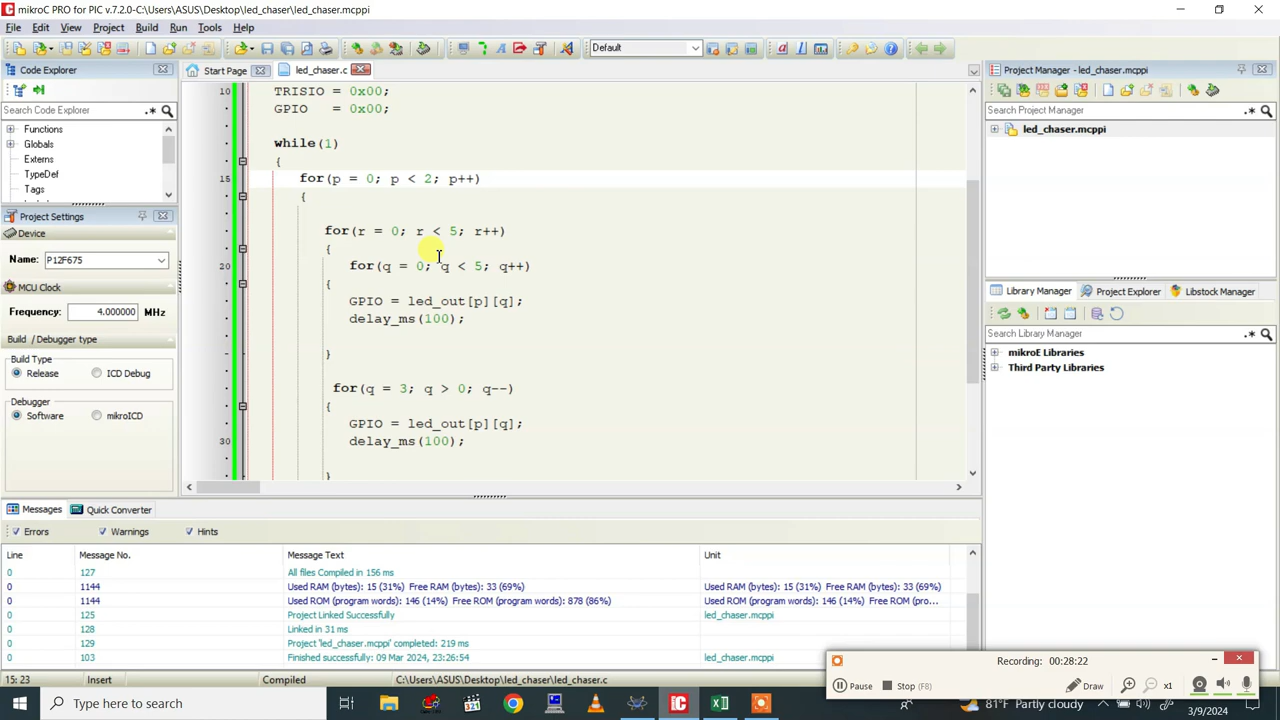 mikroC PRO for PIC v.7.2.0-C:\Users\ASUS\Desktop\led_chaser\led_chaser.mcppi
File Edit View Project Build Run Tools Help
Default
Code Explorer
Search Code Explorer
Functions
Globals
Externs
TypeDef
Tags
Project Settings
Device
Name: P12F675
MCU Clock
Frequency: 4.000000 MHz
Build / Debugger type
Build Type
Release ICD Debug
Debugger
Software mikroICD
Start Page led_chaser.c
10 TRISIO = 0x00;
GPIO = 0x00;
while(1)
{
for(p = 0; p < 2; p++)
{
for(r = 0; r < 5; r++)
{
20 for(q = 0; q < 5; q++)
{
GPIO = led_out[p][q];
delay_ms(100);
}
for(q = 3; q > 0; q--)
{
GPIO = led_out[p][q];
30 delay_ms(100);
}
Project Manager - led_chaser.mcppi
Search Project Manager
led_chaser.mcppi
Library Manager Project Explorer Libstock Manager
Search Library Manager
mikroE Libraries
Third Party Libraries
Messages Quick Converter
Errors Warnings Hints
Line Message No. Message Text Unit
0 127 All files Compiled in 156 ms
0 1144 Used RAM (bytes): 15 (31%) Free RAM (bytes): 33 (69%) Used RAM (bytes): 15 (31%) Free RAM (bytes): 33 (69%)
0 1144 Used ROM (program words): 146 (14%) Free ROM (program words): 878 (86%) Used ROM (program words): 146 (14%) Free ROM (pro...
0 125 Project Linked Successfully led_chaser.mcppi
0 128 Linked in 31 ms
0 129 Project 'led_chaser.mcppi' completed: 219 ms
0 103 Finished successfully: 09 Mar 2024, 23:26:54 led_chaser.mcppi
15:23 Insert Compiled C:\Users\ASUS\Desktop\led_chaser\led_chaser.c
Recording: 00:28:22
Pause Stop (F8) Draw x1
Type here to search
81°F Partly cloudy
3/9/2024